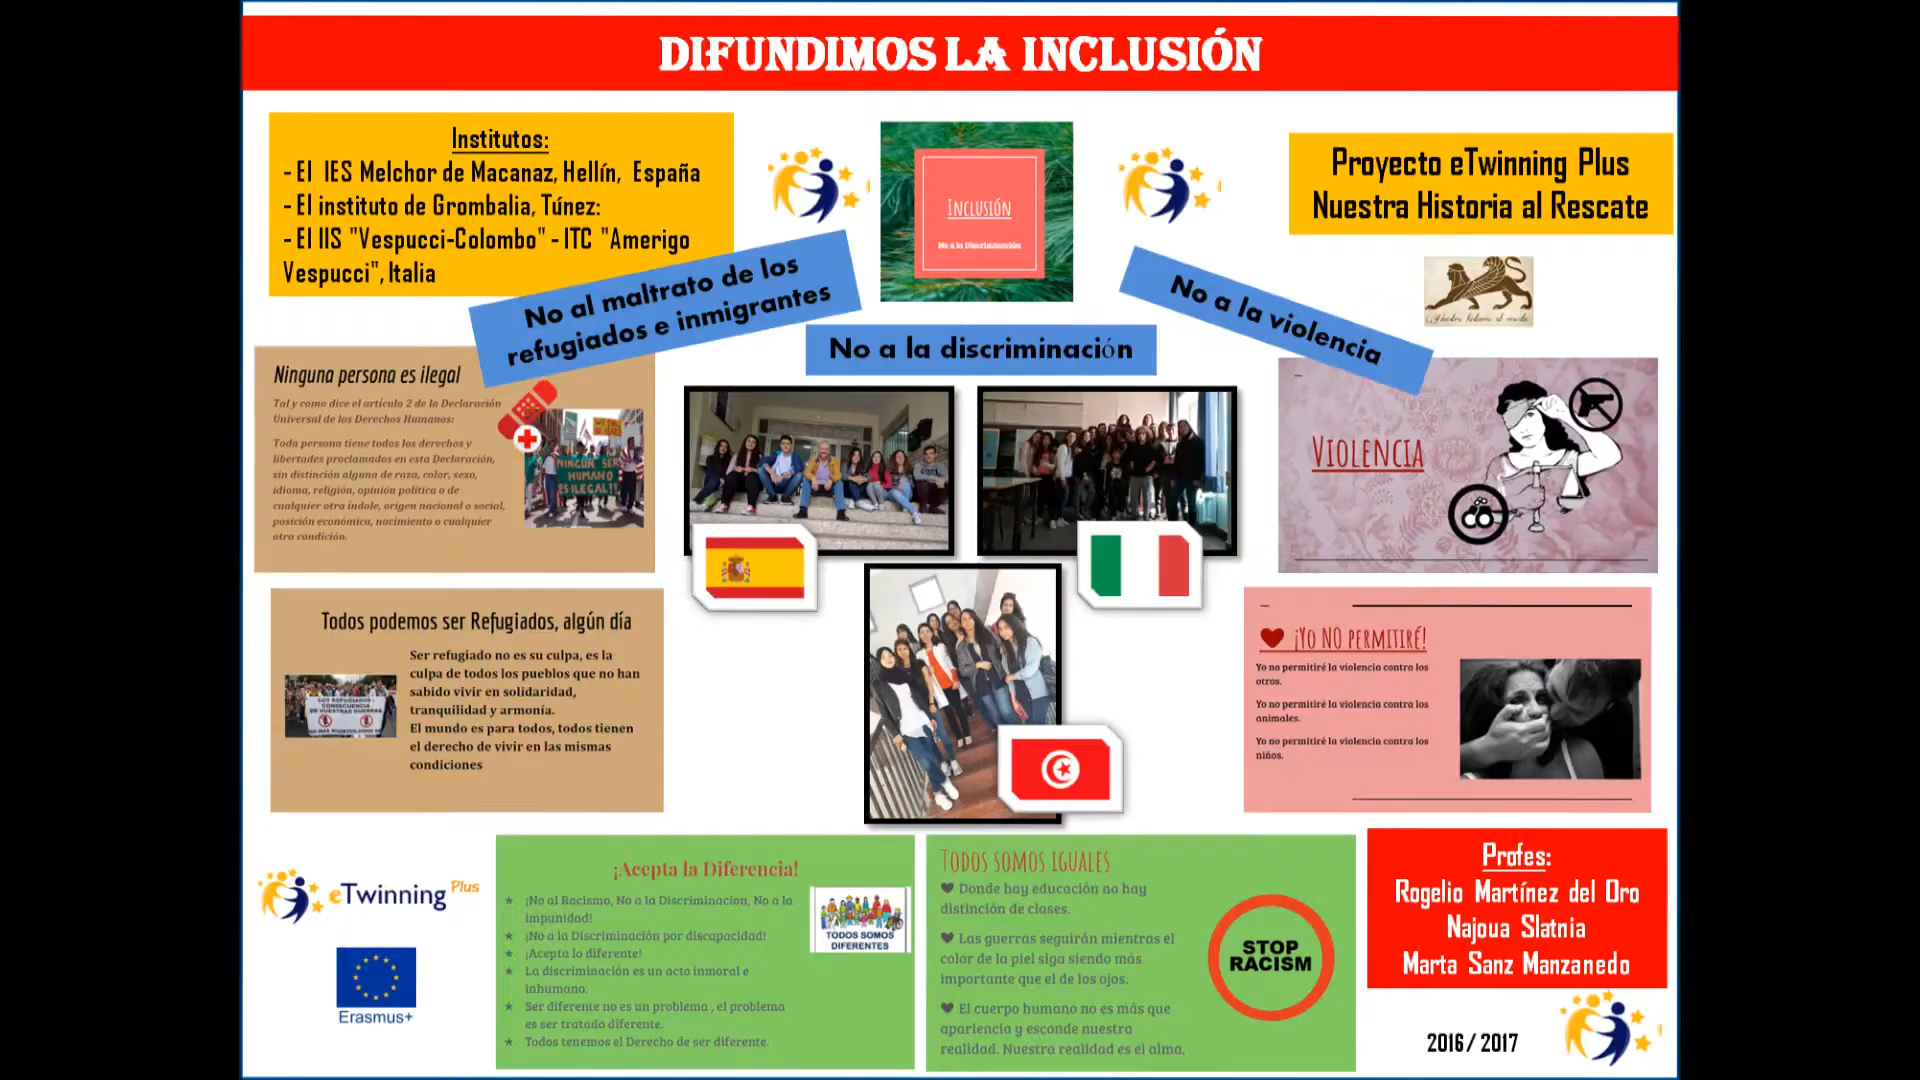 DIFUNDIMOS LA INCLUSIÓN
Institutos:
- El IES Melchor de Macanaz, Hellín, España
- El instituto de Grombalia, Túnez:
- El IIS "Vespucci-Colombo" - ITC "Amerigo
Vespucci", Italia
INCLUSIÓN
No a la Discriminación
Proyecto eTwinning Plus
Nuestra Historia al Rescate
Nuestra historia al rescate
No al maltrato de los
refugiados e inmigrantes
No a la discriminación
No a la violencia
Ninguna persona es ilegal
Tal y como dice el artículo 2 de la Declaración
Universal de los Derechos Humanos:
Toda persona tiene todos los derechos y
libertades proclamados en esta Declaración,
sin distinción alguna de raza, color, sexo,
idioma, religión, opinión política o de
cualquier otra índole, origen nacional o social,
posición económica, nacimiento o cualquier
otra condición.
NINGÚN SER
HUMANO
ES ILEGAL!!
VIOLENCIA
Todos podemos ser Refugiados, algún día
Ser refugiado no es su culpa, es la
culpa de todos los pueblos que no han
sabido vivir en solidaridad,
tranquilidad y armonía.
El mundo es para todos, todos tienen
el derecho de vivir en las mismas
condiciones
LOS REFUGIADOS:
CONSECUENCIA
DE VUESTRAS GUERRAS
¡YO NO PERMITIRÉ!
Yo no permitiré la violencia contra los
otros.
Yo no permitiré la violencia contra los
animales.
Yo no permitiré la violencia contra los
niños.
eTwinning Plus
Erasmus+
¡Acepta la Diferencia!
★ ¡No al Racismo, No a la Discriminacion, No a la
impunidad!
★ ¡No a la Discriminación por discapacidad!
★ ¡Acepta lo diferente!
★ La discriminación es un acto inmoral e
inhumano.
★ Ser diferente no es un problema , el problema
es ser tratado diferente.
★ Todos tenemos el Derecho de ser diferente.
TODOS SOMOS
DIFERENTES
TODOS SOMOS IGUALES
♥ Donde hay educación no hay
distinción de clases.
♥ Las guerras seguirán mientras el
color de la piel siga siendo más
importante que el de los ojos.
♥ El cuerpo humano no es más que
apariencia y esconde nuestra
realidad. Nuestra realidad es el alma.
STOP
RACISM
Profes:
Rogelio Martínez del Oro
Najoua Slatnia
Marta Sanz Manzanedo
2016/ 2017